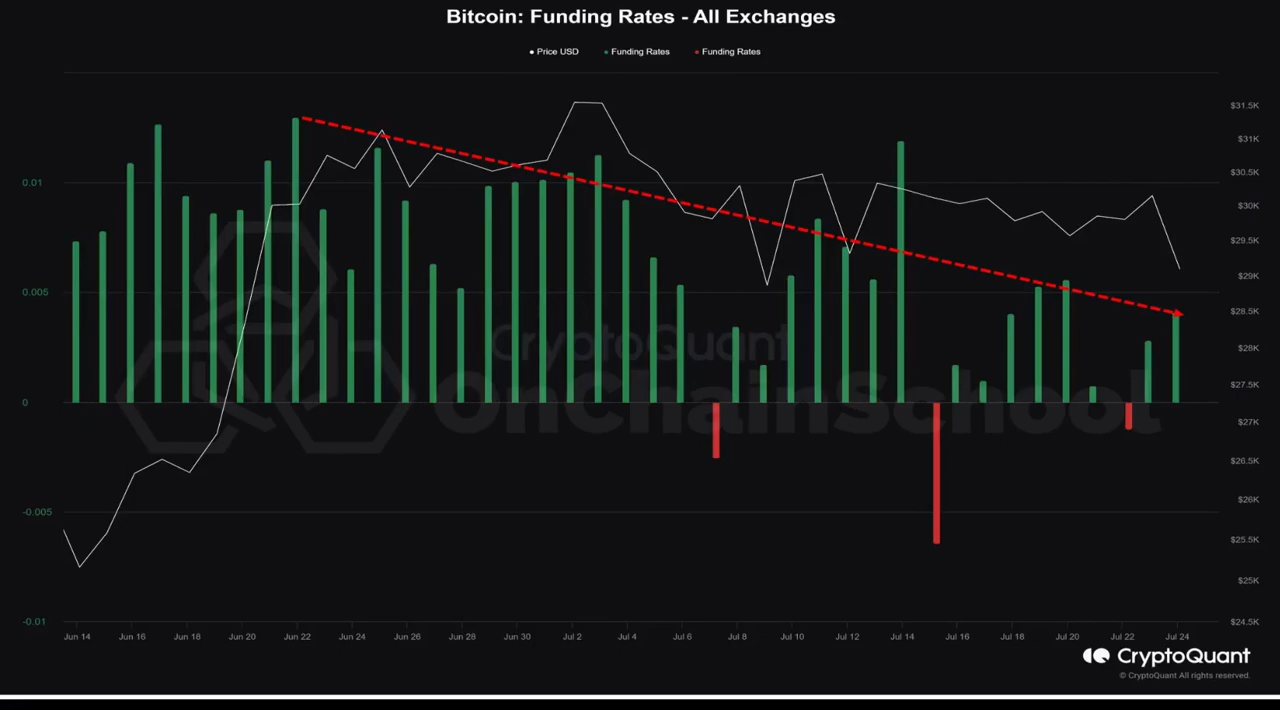 Bitcoin: Funding Rates - All Exchanges
Price USD Funding Rates Funding Rates
$31.5K
$31K
$30.5K
0.01
$30K
$29.5K
$29K
0.005
$28.5K
CryptoQuant
$28K
$27.5K
OnChainSchool
0
$27K
$26.5K
$26K
-0.005
$25.5K
$25K
-0.01
$24.5K
Jun 14 Jun 16 Jun 18 Jun 20 Jun 22 Jun 24 Jun 26 Jun 28 Jun 30 Jul 2 Jul 4 Jul 6 Jul 8 Jul 10 Jul 12 Jul 14 Jul 16 Jul 18 Jul 20 Jul 22 Jul 24
CryptoQuant
© CryptoQuant All rights reserved.